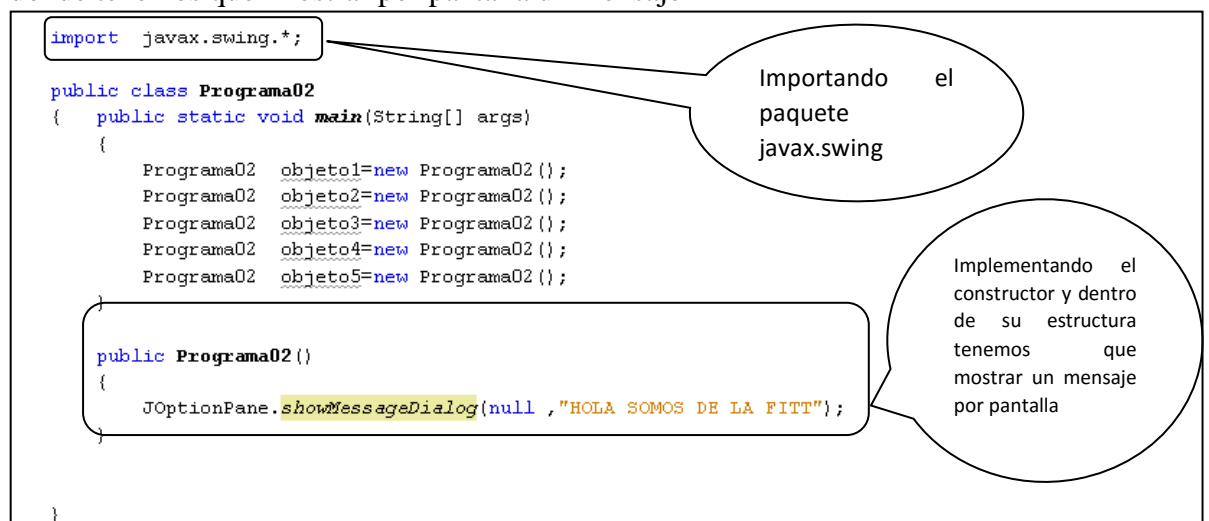 import javax.swing.*;
public class Programa02
{ public static void main(String[] args)
{
Programa02 objeto1=new Programa02();
Programa02 objeto2=new Programa02();
Programa02 objeto3=new Programa02();
Programa02 objeto4=new Programa02();
Programa02 objeto5=new Programa02();
}
public Programa02()
{
JOptionPane.showMessageDialog(null ,"HOLA SOMOS DE LA FITT");
}
}
Importando el
paquete
javax.swing
Implementando el
constructor y dentro
de su estructura
tenemos que
mostrar un mensaje
por pantalla